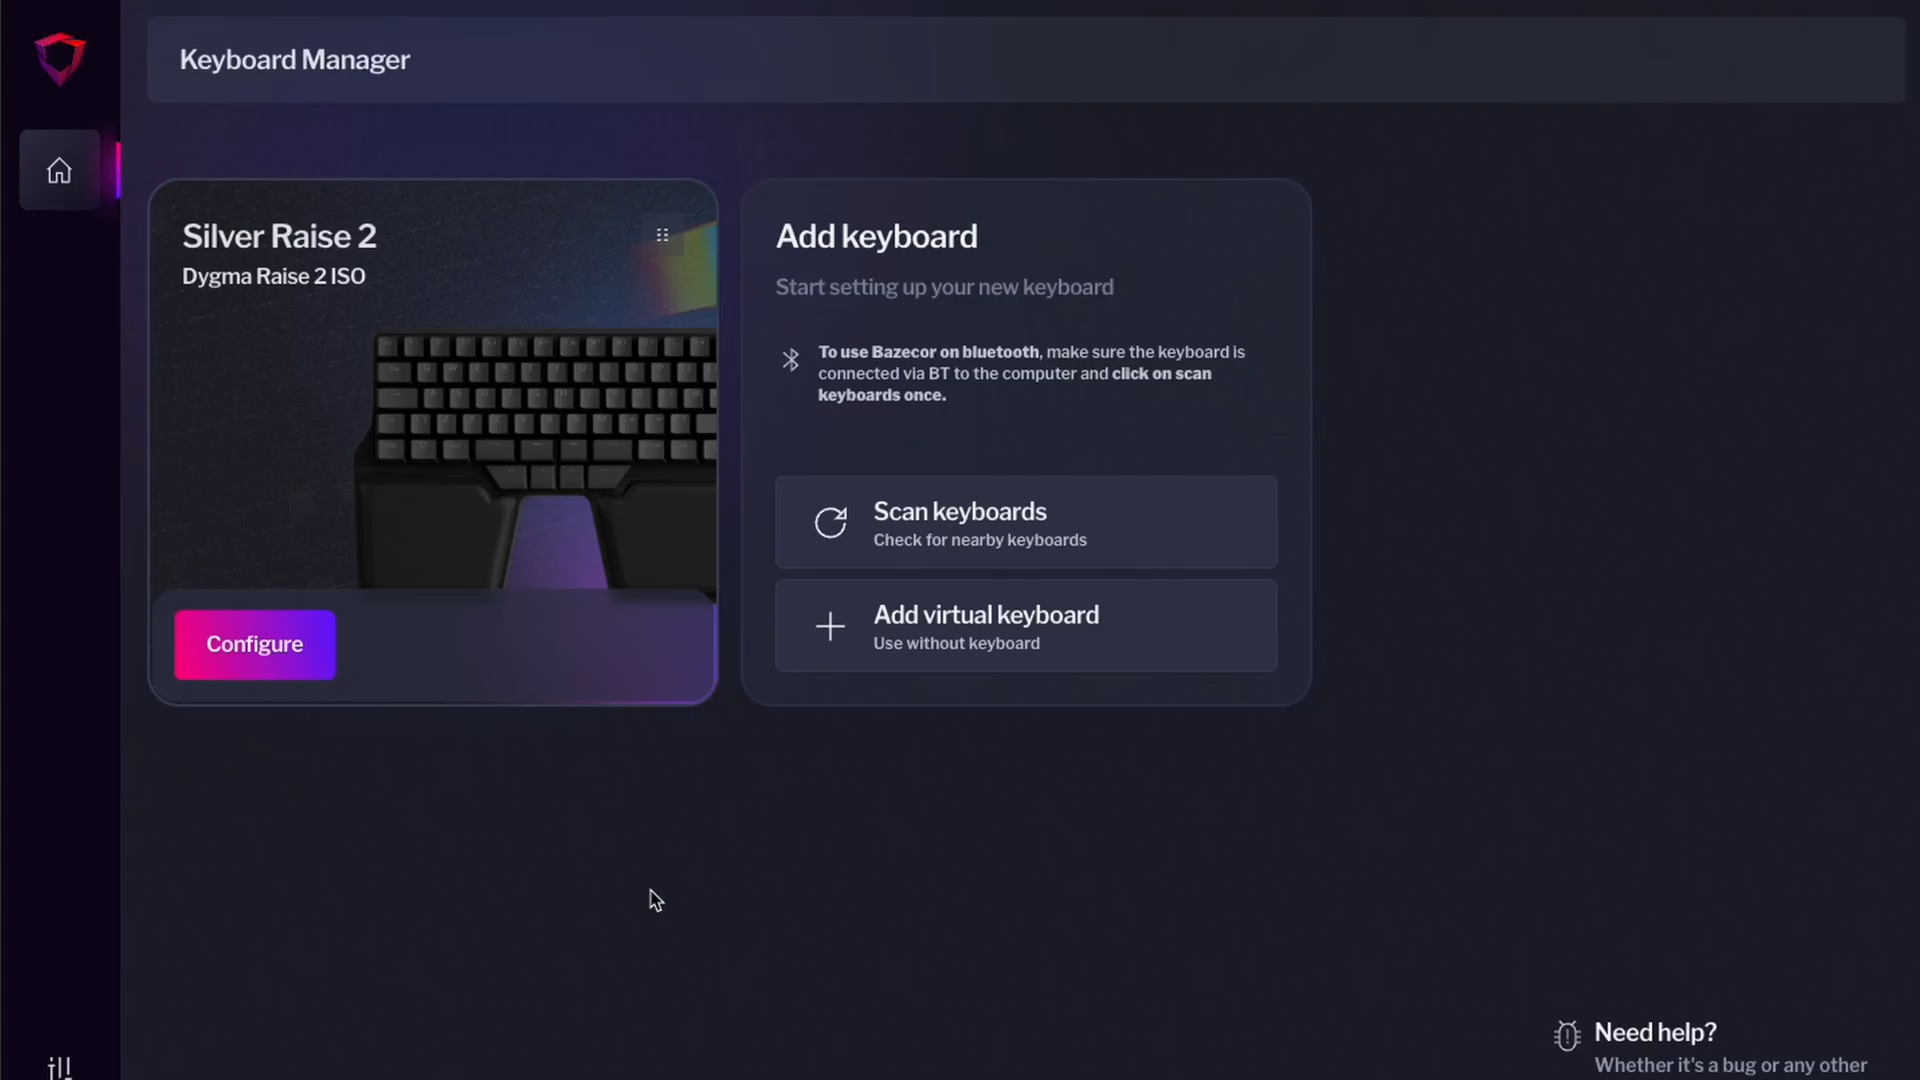 Keyboard Manager
Silver Raise 2
Dygma Raise 2 ISO
Configure
Add keyboard
Start setting up your new keyboard
To use Bazecor on bluetooth, make sure the keyboard is
connected via BT to the computer and click on scan
keyboards once.
Scan keyboards
Check for nearby keyboards
Add virtual keyboard
Use without keyboard
Need help?
Whether it's a bug or any other